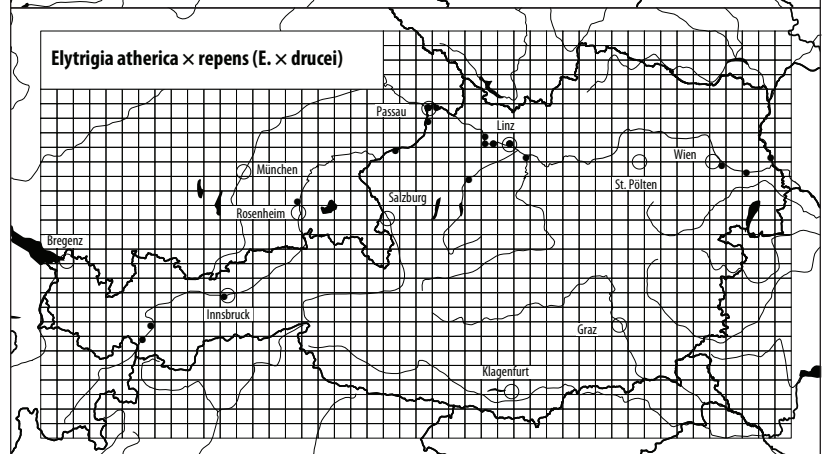 Elytrigia atherica × repens (E. × drucei)
Passau
Linz
München
Wien
St. Pölten
Salzburg
Rosenheim
Bregenz
Innsbruck
Graz
Klagenfurt